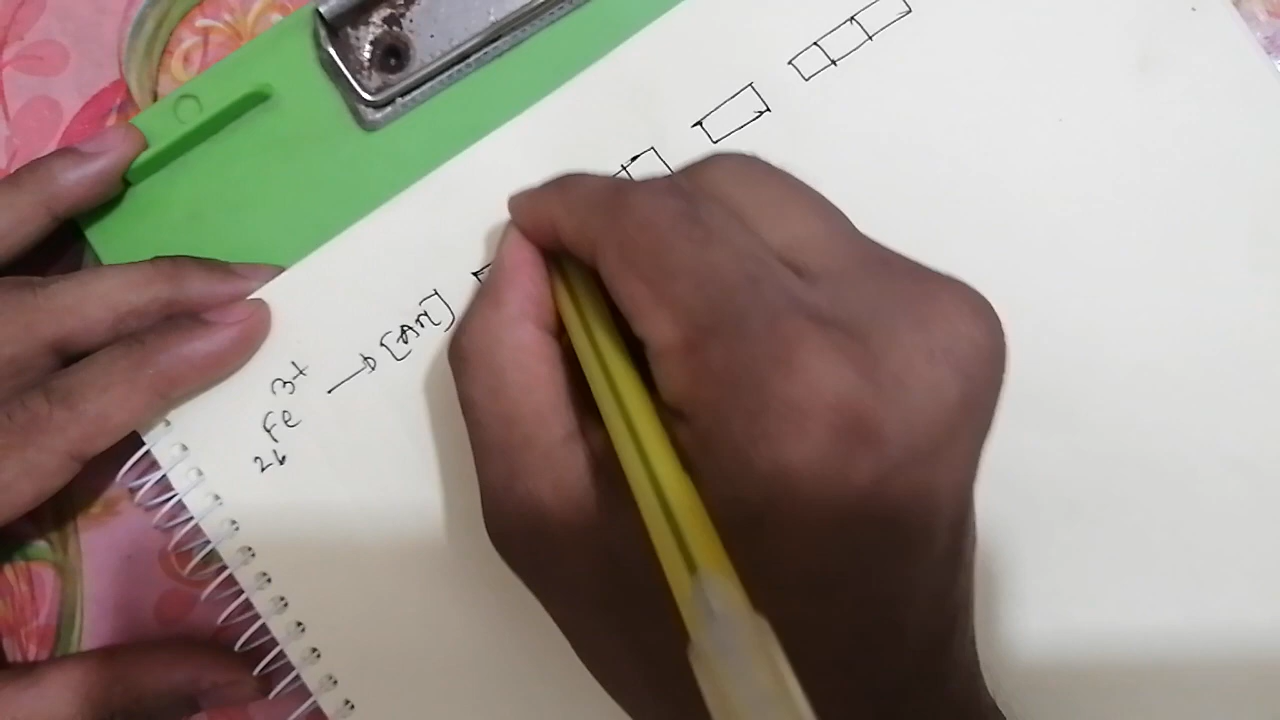 ₂₆Fe³⁺ → [Ar]